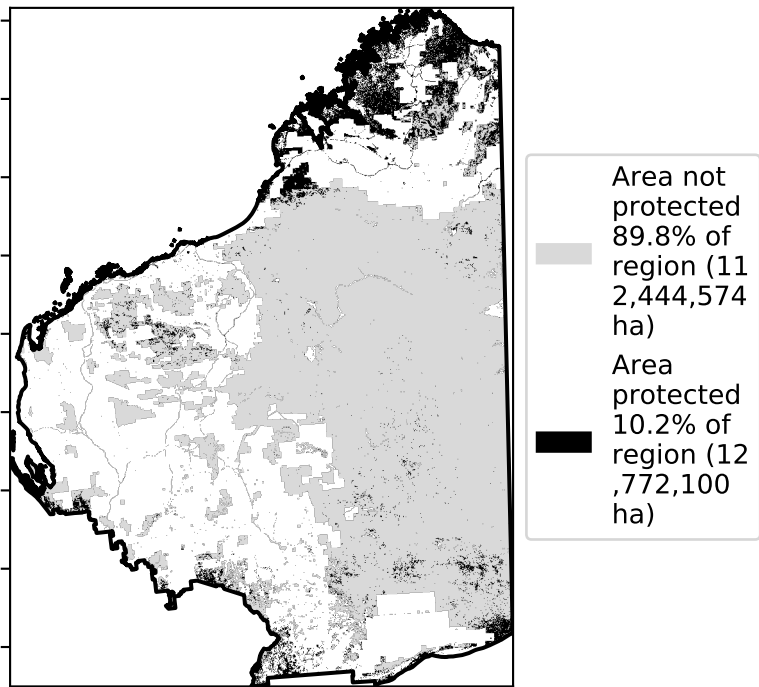 Area not
protected
89.8% of
region (11
2,444,574
ha)
Area
protected
10.2% of
region (12
,772,100
ha)